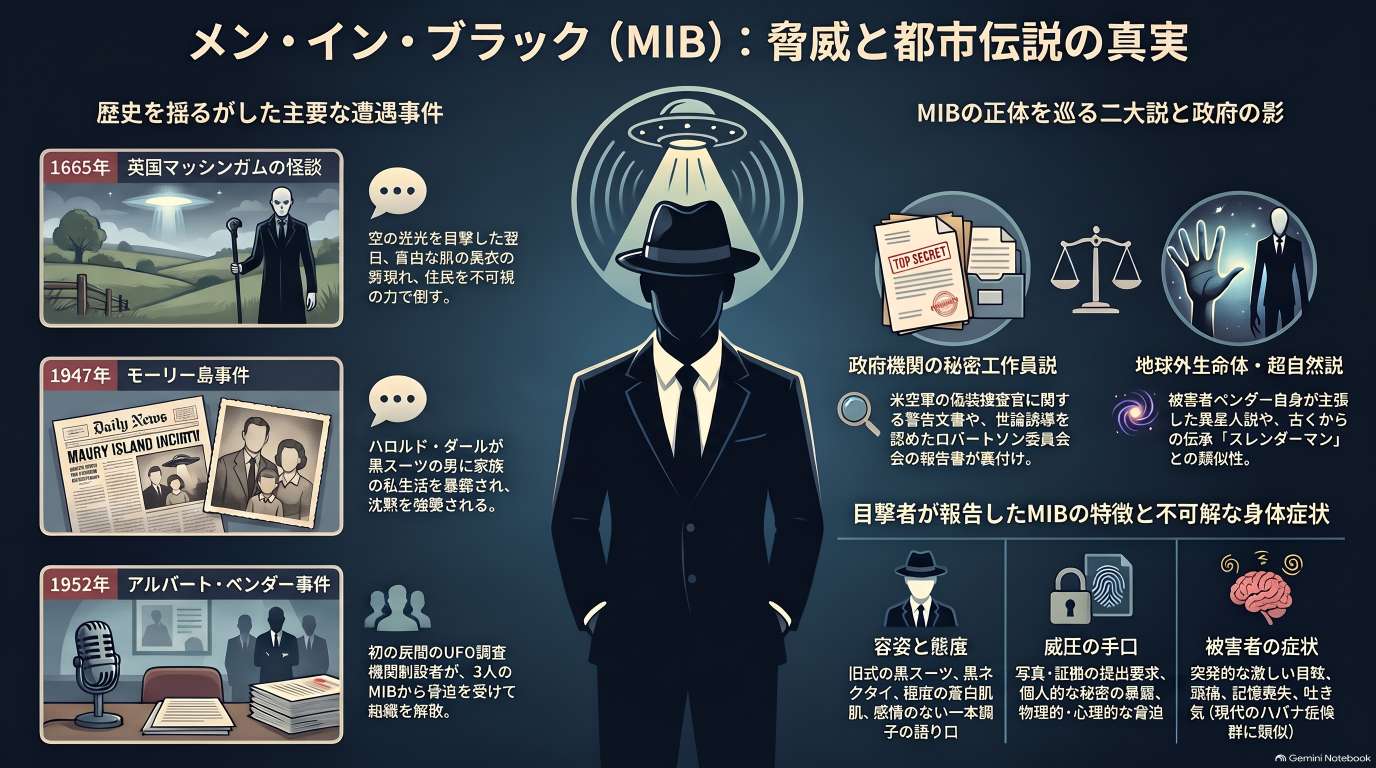 メン・イン・ブラック（MIB）：脅威と都市伝説の真実
歴史を揺るがした主要な遭遇事件
1665年 英国マッシンガムの怪談
空の光を目撃した翌
日、な肌の黒衣の
現れ、住民を不可視
の力で倒す。
1947年 モーリー島事件
Daily News
MAURY ISLAND
ハロルド・ダールが
黒スーツの男に家族
の私生活を暴され、
沈黙を強される。
1952年 アルバート・ベンダー事件
初の民間のUFO調査
機関創設者が、3人の
MIBから脅迫を受けて
組織を解散。
MIBの正体を巡る二大説と政府の影
TOP SECRET
政府機関の秘密工作員説
米空軍の偽装捜査官に関す
る警告文書や、世論誘導を
認めたロバートソン委員会
会の報告書が裏付け。
地球外生命体・超自然説
被害者ペンダー自身が主張
した異星人説や、古くから
の伝承「スレンダーマン」
との類似性。
目撃者が報告したMIBの特徴と不可解な身体症状
容姿と態度
旧式の黒スーツ、黒ネ
クタイ、極度の蒼白肌
肌、感情のない一本調
子の語り口
威圧の手口
写真・証拠の提出要求、
個人的な秘密の暴露、
物理的・心理的な脅迫
被害者の症状
突発的な激しい目眩、
頭痛、記憶喪失、吐き
気（現代のハバナ症候
群に類似）
Gemini Notebook